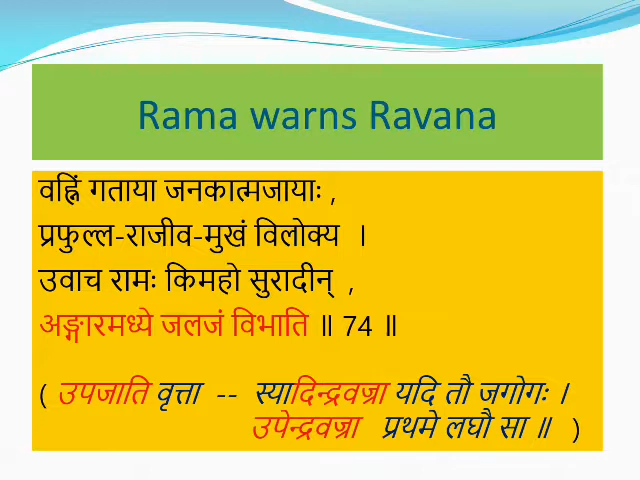 Rama warns Ravana
वह्निं गताया जनकात्मजायाः ,
प्रफुल्ल-राजीव-मुखं विलोक्य ।
उवाच रामः किमहो सुरादीन् ,
अङ्गारमध्ये जलजं विभाति ॥ 74 ॥
( उपजाति वृत्ता -- स्यादिन्द्रवज्रा यदि तौ जगोगः ।
उपेन्द्रवज्रा प्रथमे लघौ सा ॥ )